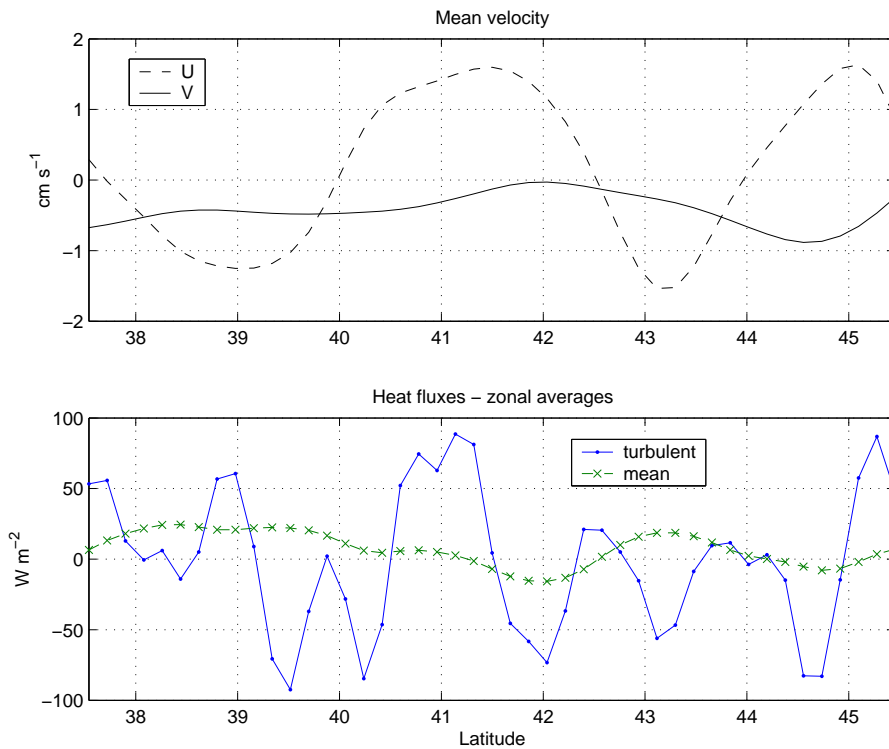 Mean velocity
2
1
0
−1
−2
cm s−1
U
V
38 39 40 41 42 43 44 45
Heat fluxes − zonal averages
100
50
0
−50
−100
W m−2
turbulent
mean
38 39 40 41 42 43 44 45
Latitude